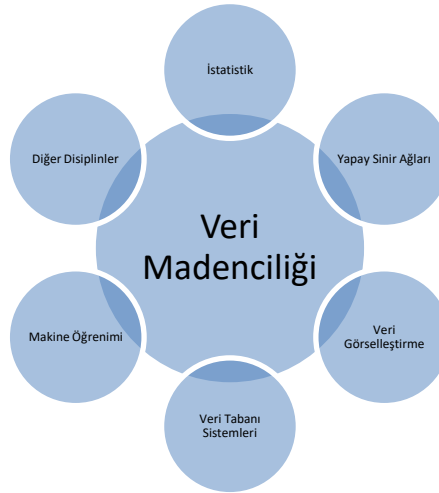 İstatistik
Diğer Disiplinler
Yapay Sinir Ağları
Veri
Madenciliği
Makine Öğrenimi
Veri
Görselleştirme
Veri Tabanı
Sistemleri